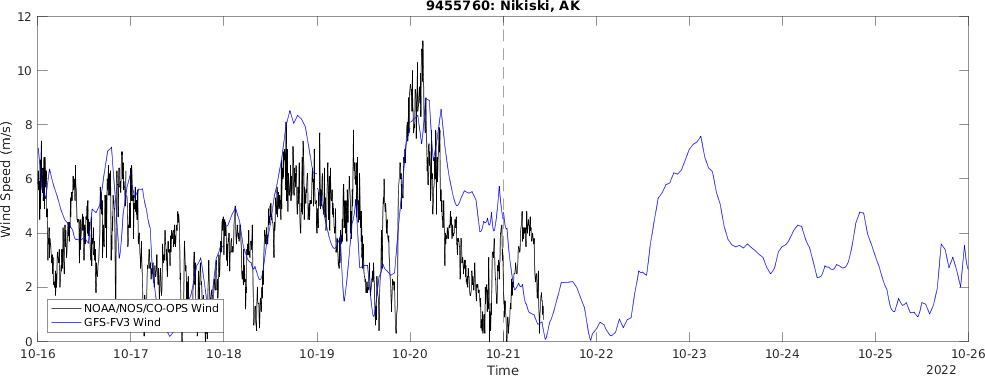 9455760: Nikiski, AK
Wind Speed (m/s)
12
10
8
6
4
2
0
NOAA/NOS/CO-OPS Wind
GFS-FV3 Wind
10-16 10-17 10-18 10-19 10-20 10-21 10-22 10-23 10-24 10-25 10-26
Time
2022